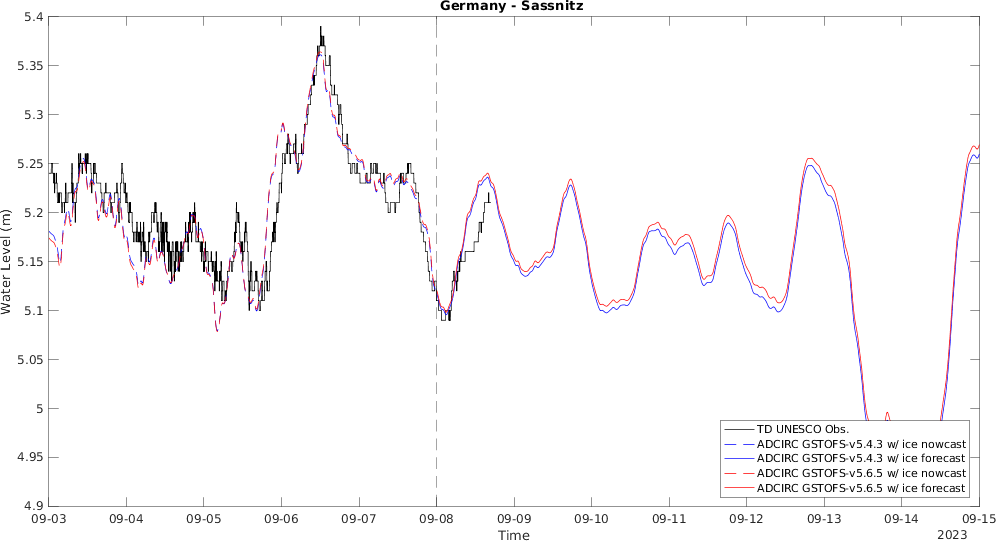 Germany - Sassnitz
5.4
5.35
5.3
5.25
5.2
5.15
5.1
5.05
5
4.95
4.9
Water Level (m)
TD UNESCO Obs.
ADCIRC GSTOFS-v5.4.3 w/ ice nowcast
ADCIRC GSTOFS-v5.4.3 w/ ice forecast
ADCIRC GSTOFS-v5.6.5 w/ ice nowcast
ADCIRC GSTOFS-v5.6.5 w/ ice forecast
09-03 09-04 09-05 09-06 09-07 09-08 09-09 09-10 09-11 09-12 09-13 09-14 09-15
Time
2023